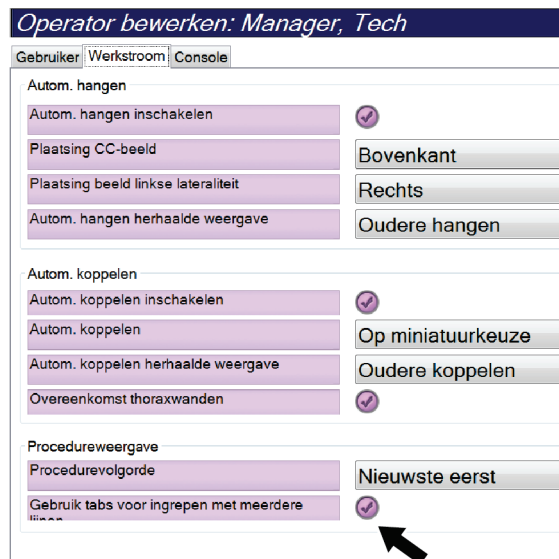 Operator bewerken: Manager, Tech
Gebruiker Werkstroom Console
Autom. hangen
Autom. hangen inschakelen
Plaatsing CC-beeld Bovenkant
Plaatsing beeld linkse lateraliteit Rechts
Autom. hangen herhaalde weergave Oudere hangen
Autom. koppelen
Autom. koppelen inschakelen
Autom. koppelen Op miniatuurkeuze
Autom. koppelen herhaalde weergave Oudere koppelen
Overeenkomst thoraxwanden
Procedureweergave
Procedurevolgorde Nieuwste eerst
Gebruik tabs voor ingrepen met meerdere